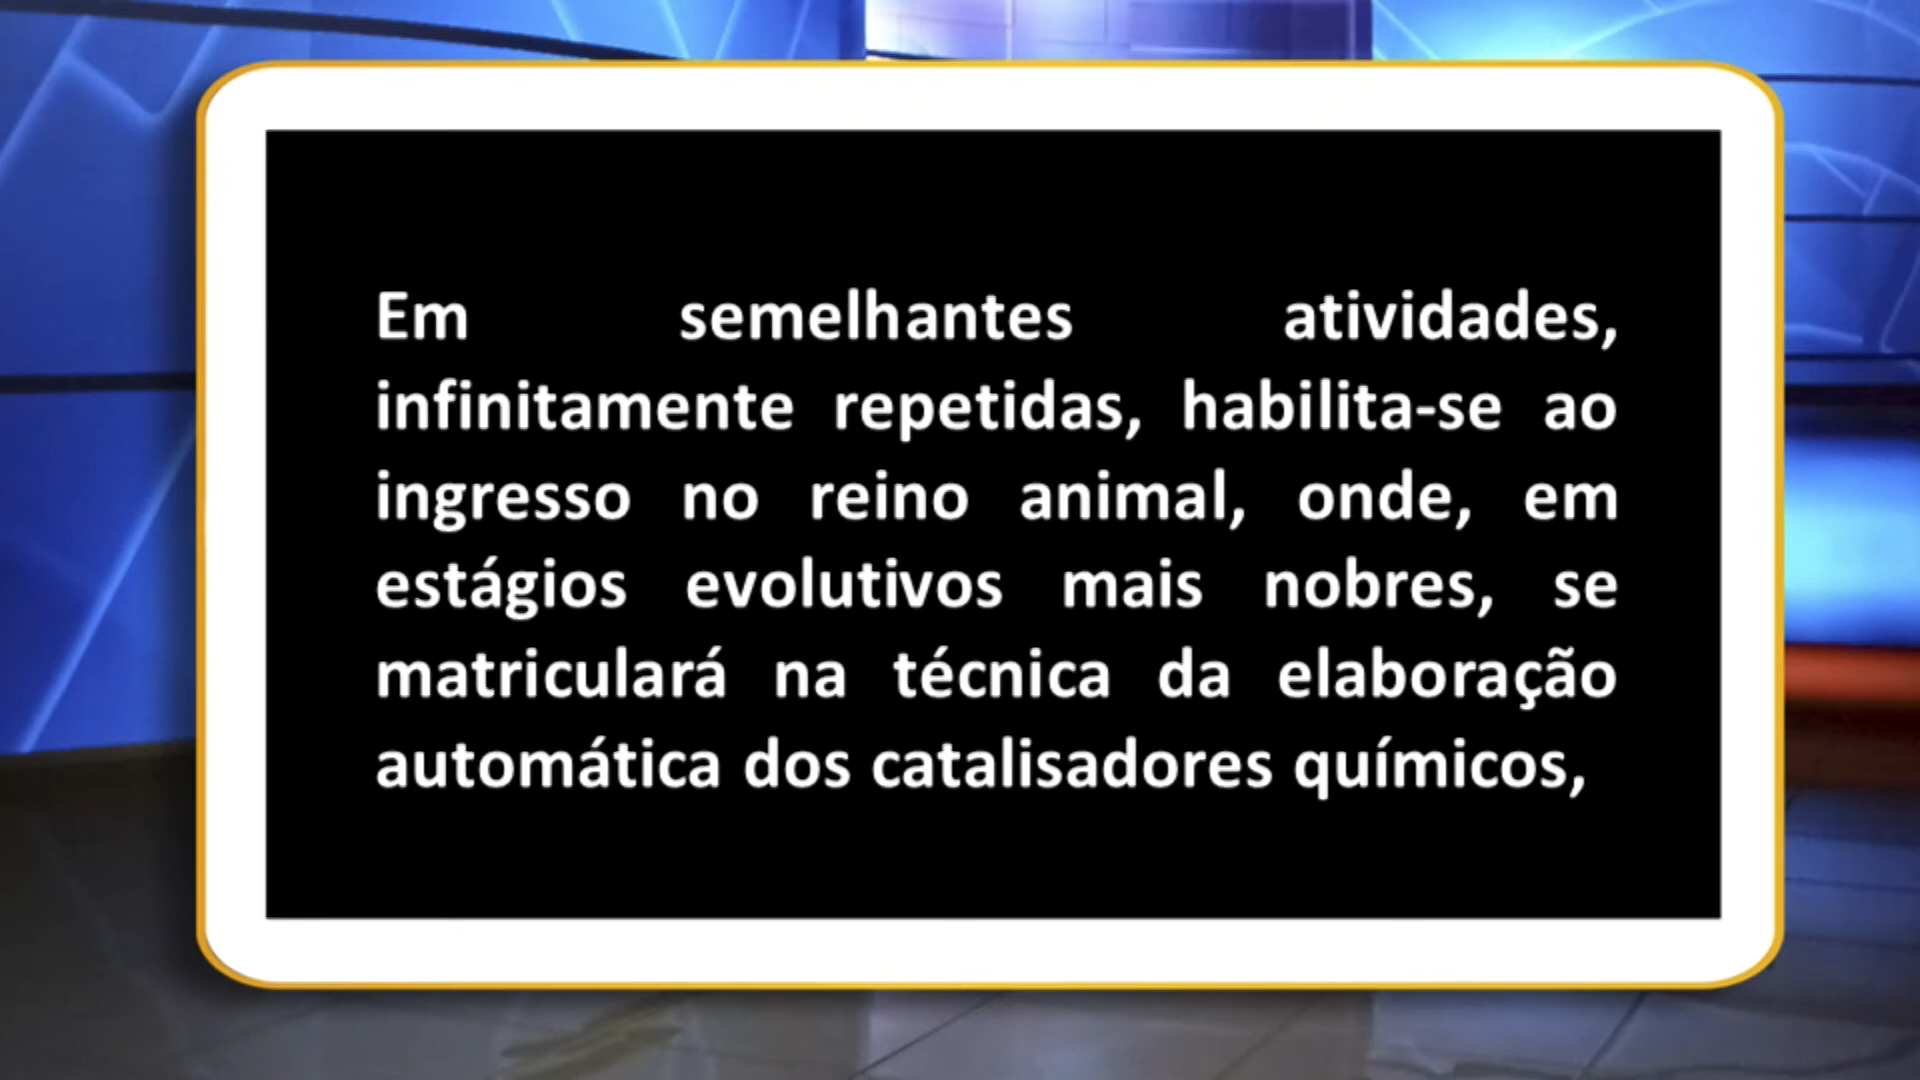 Em semelhantes atividades,
infinitamente repetidas, habilita-se ao
ingresso no reino animal, onde, em
estágios evolutivos mais nobres, se
matriculará na técnica da elaboração
automática dos catalisadores químicos,